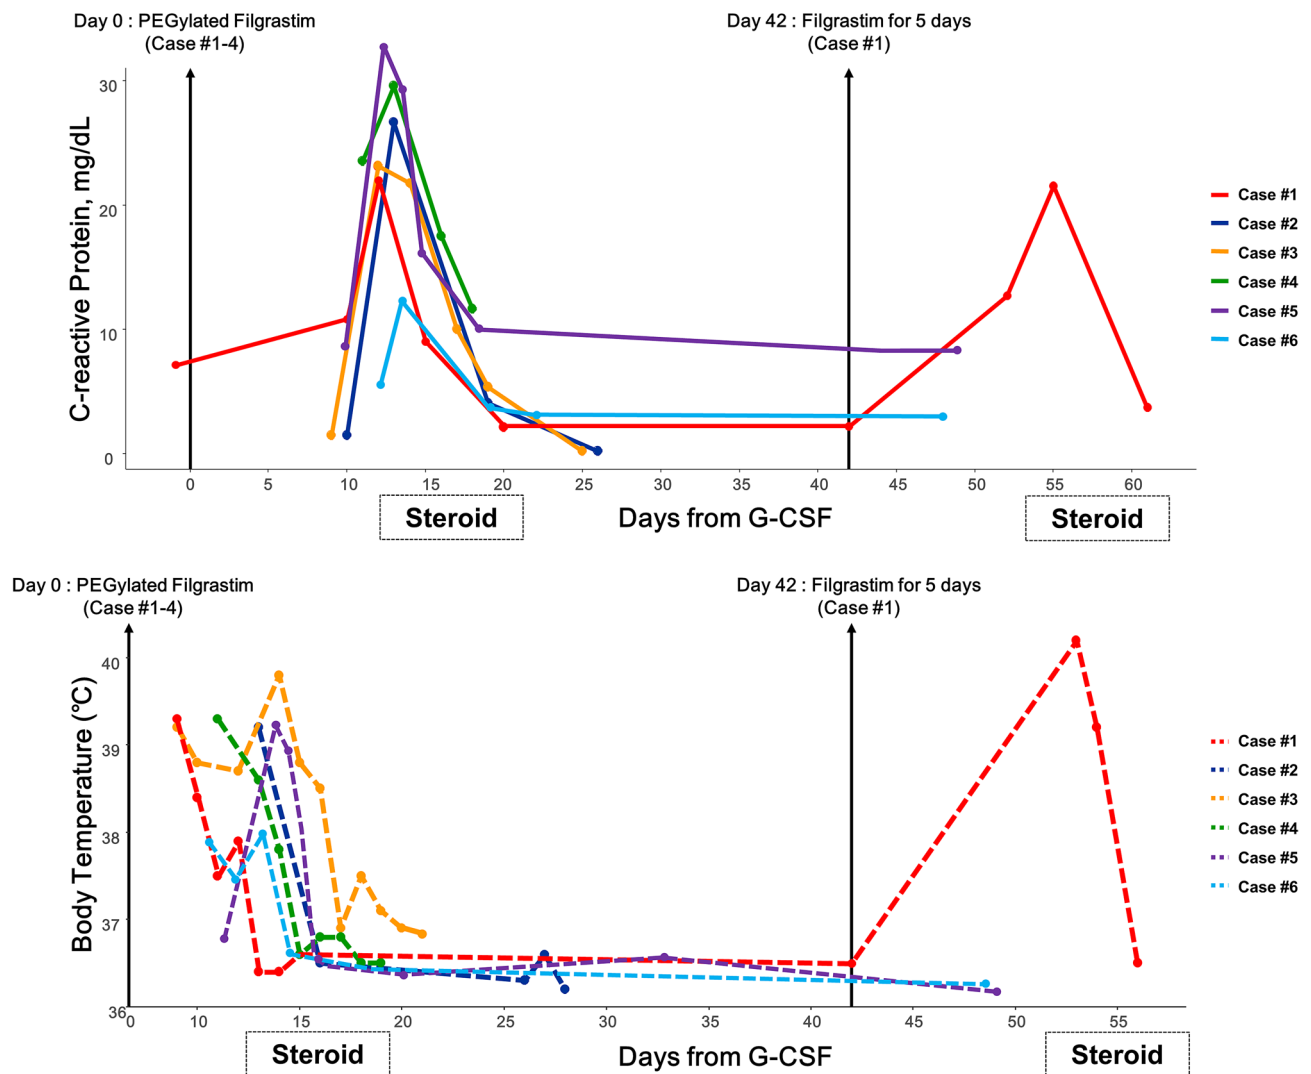 Day 0 : PEGylated Filgrastim
(Case #1-4)
Day 42 : Filgrastim for 5 days
(Case #1)
C-reactive Protein, mg/dL
30
20
10
0
0 5 10 15 20 25 30 35 40 45 50 55 60
Steroid
Days from G-CSF
Steroid
Case #1
Case #2
Case #3
Case #4
Case #5
Case #6
Day 0 : PEGylated Filgrastim
(Case #1-4)
Day 42 : Filgrastim for 5 days
(Case #1)
Body Temperature (°C)
40
39
38
37
36
0 10 15 20 25 30 35 40 45 50 55
Steroid
Days from G-CSF
Steroid
Case #1
Case #2
Case #3
Case #4
Case #5
Case #6